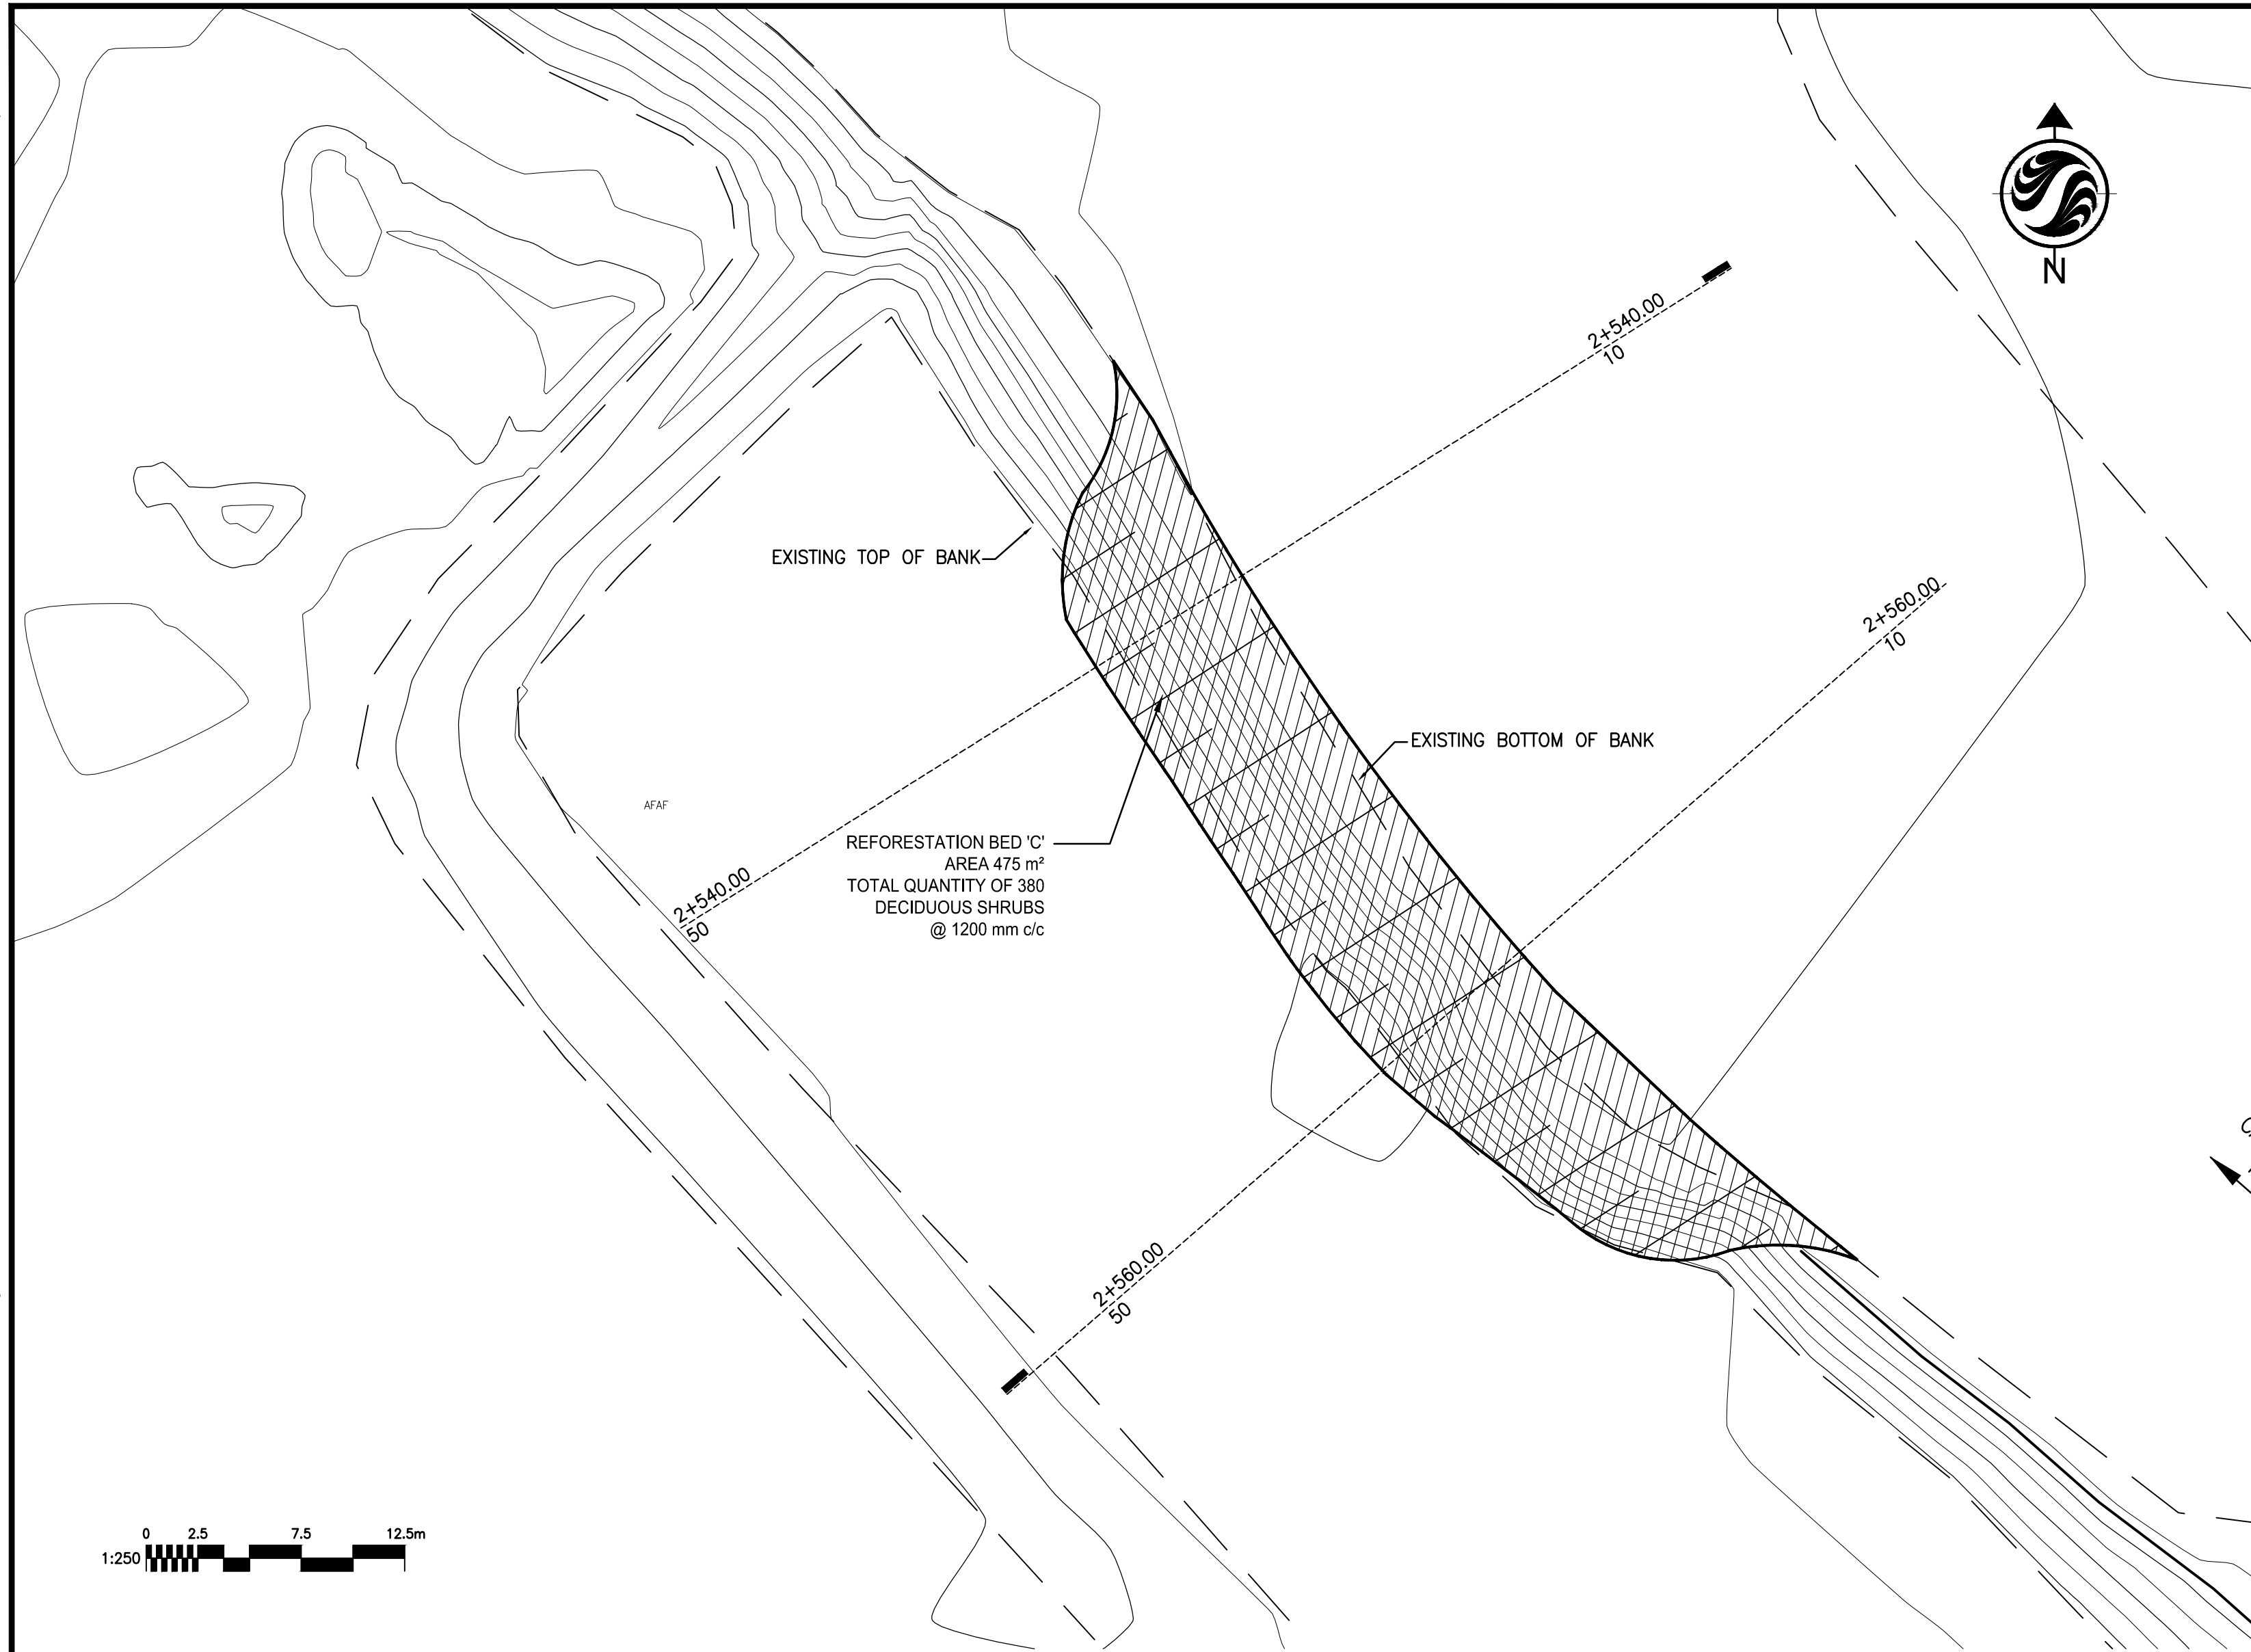 N
2+540.00
10
EXISTING TOP OF BANK
2+560.00
10
EXISTING BOTTOM OF BANK
AFAF
REFORESTATION BED 'C'
AREA 475 m²
TOTAL QUANTITY OF 380
DECIDUOUS SHRUBS
@ 1200 mm c/c
2+540.00
50
2+560.00
50
0 2.5 7.5 12.5m
1:250